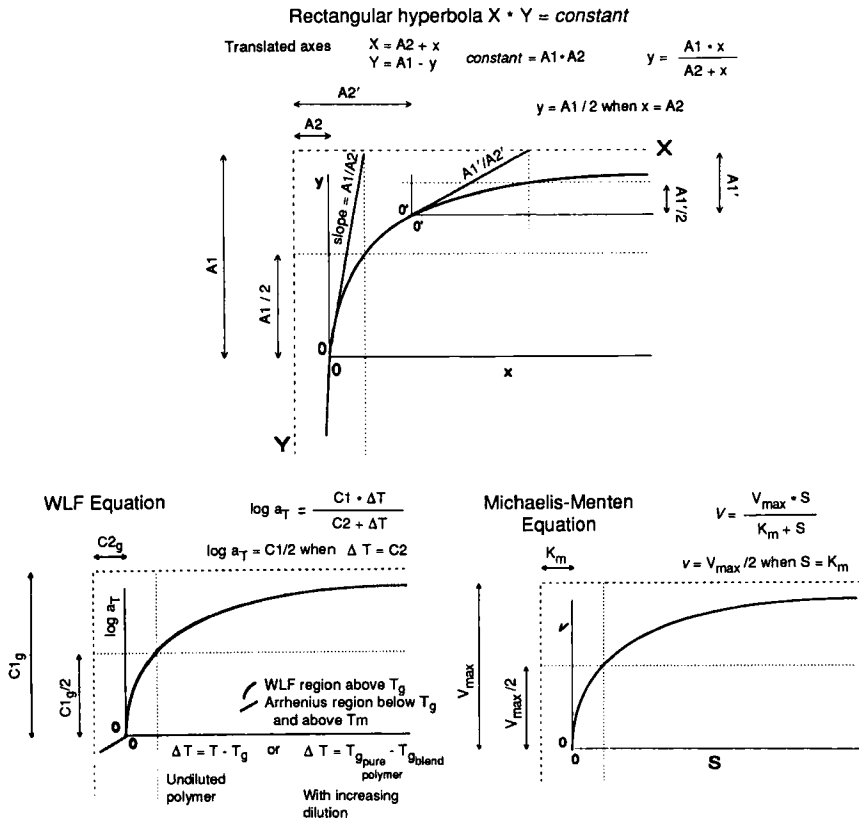 Rectangular hyperbola X * Y = constant
Translated axes
X = A2 + x
Y = A1 - y
constant = A1 • A2
y = A1 • x / A2 + x
A2'
y = A1 / 2 when x = A2
A2
X
y
slope = A1/A2
A1'/A2'
A1'
A1'/2
0'
0'
A1
A1 / 2
0
0
x
Y
WLF Equation
log aT = C1 • ΔT / C2 + ΔT
C2g
log aT = C1/2 when Δ T = C2
log aT
C1g
C1g/2
WLF region above Tg
Arrhenius region below Tg
and above Tm
0
0
ΔT = T - Tg or ΔT = Tg pure polymer - Tg blend
Undiluted
polymer
With increasing
dilution
Michaelis-Menten
Equation
V = Vmax * S / Km + S
Km
v = Vmax /2 when S = Km
v
Vmax
Vmax /2
0
0
S